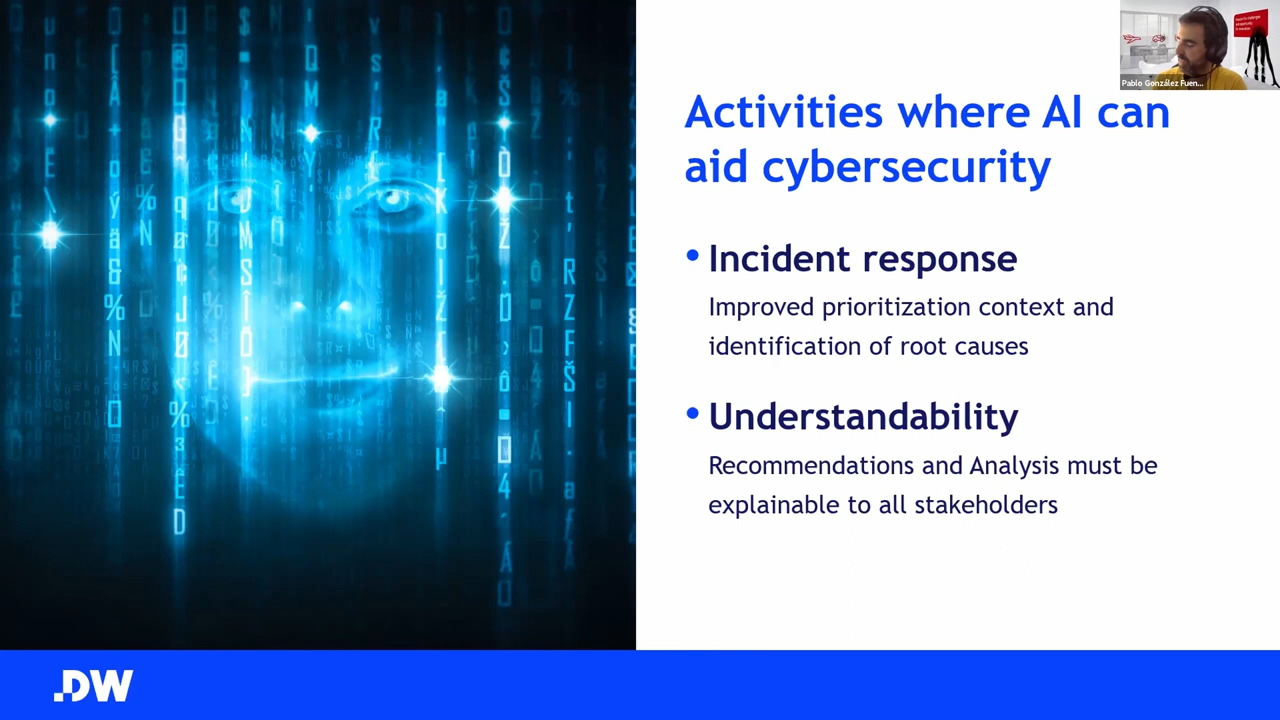 Pablo González Fuen...
Activities where AI can
aid cybersecurity
• Incident response
Improved prioritization context and
identification of root causes
• Understandability
Recommendations and Analysis must be
explainable to all stakeholders
.DW